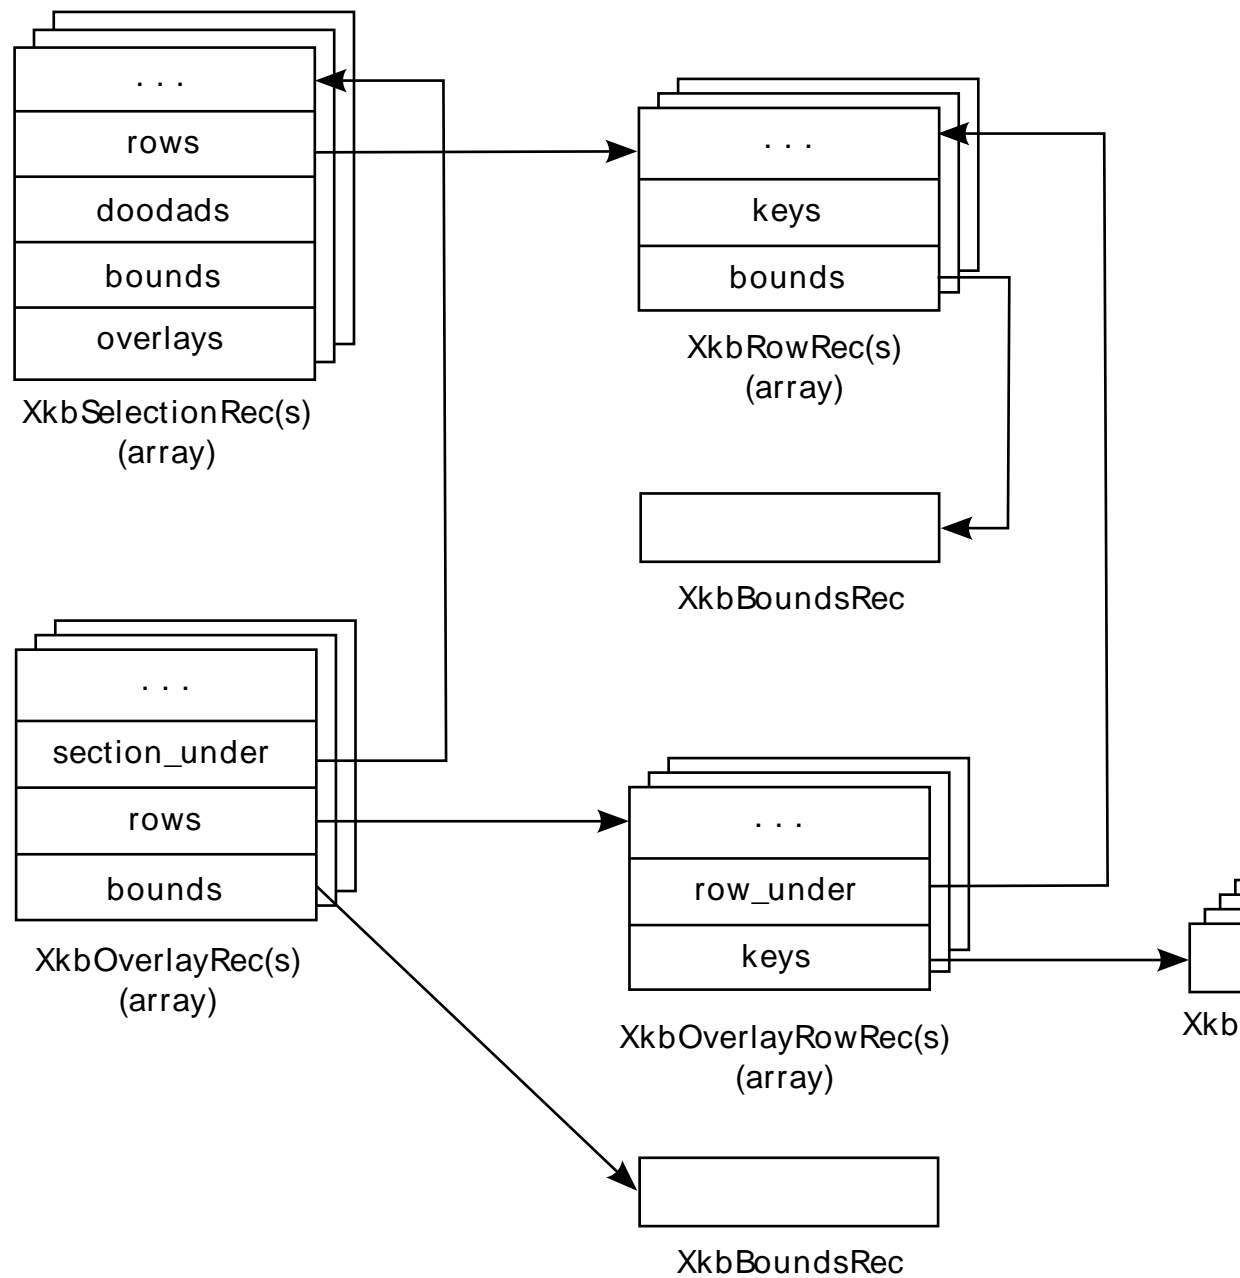 . . .
rows
doodads
bounds
overlays
XkbSelectionRec(s)
(array)
. . .
keys
bounds
XkbRowRec(s)
(array)
XkbBoundsRec
. . .
section_under
rows
bounds
XkbOverlayRec(s)
(array)
. . .
row_under
keys
XkbOverlayRowRec(s)
(array)
Xkb
XkbBoundsRec